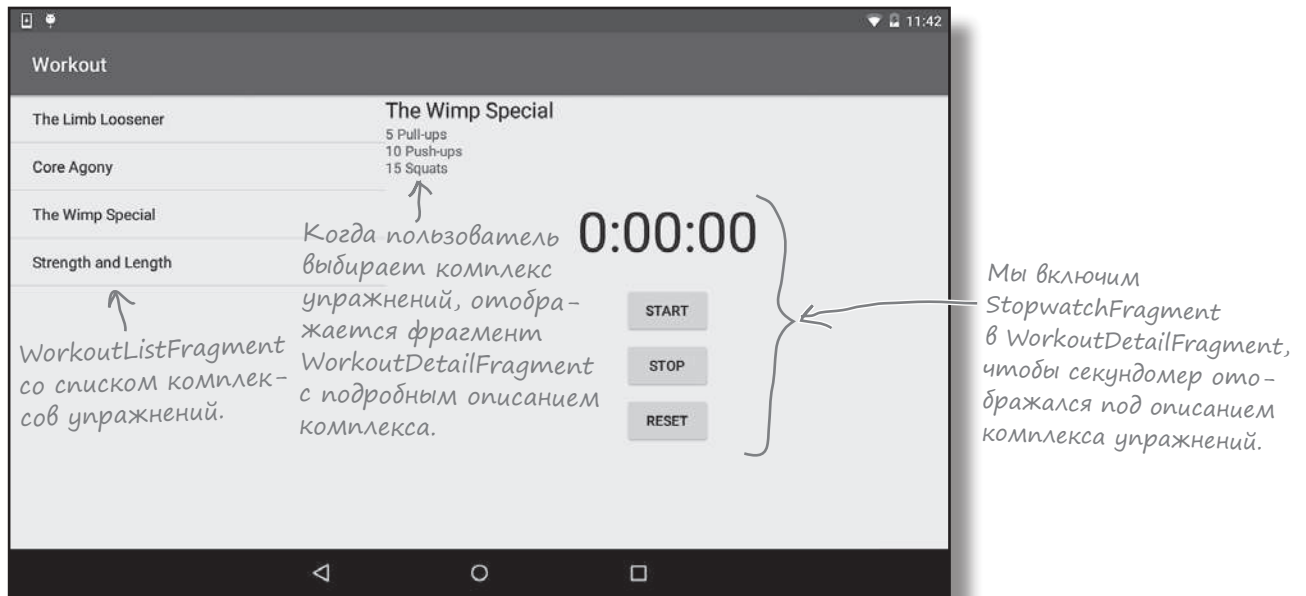 11:42
Workout
The Limb Loosener
Core Agony
The Wimp Special
Strength and Length
The Wimp Special
5 Pull-ups
10 Push-ups
15 Squats
0:00:00
START
STOP
RESET
WorkoutListFragment
со списком комплек-
сов упражнений.
Когда пользователь
выбирает комплекс
упражнений, отобра-
жается фрагмент
WorkoutDetailFragment
с подробным описанием
комплекса.
Мы включим
StopwatchFragment
в WorkoutDetailFragment,
чтобы секундомер ото-
бражался под описанием
комплекса упражнений.